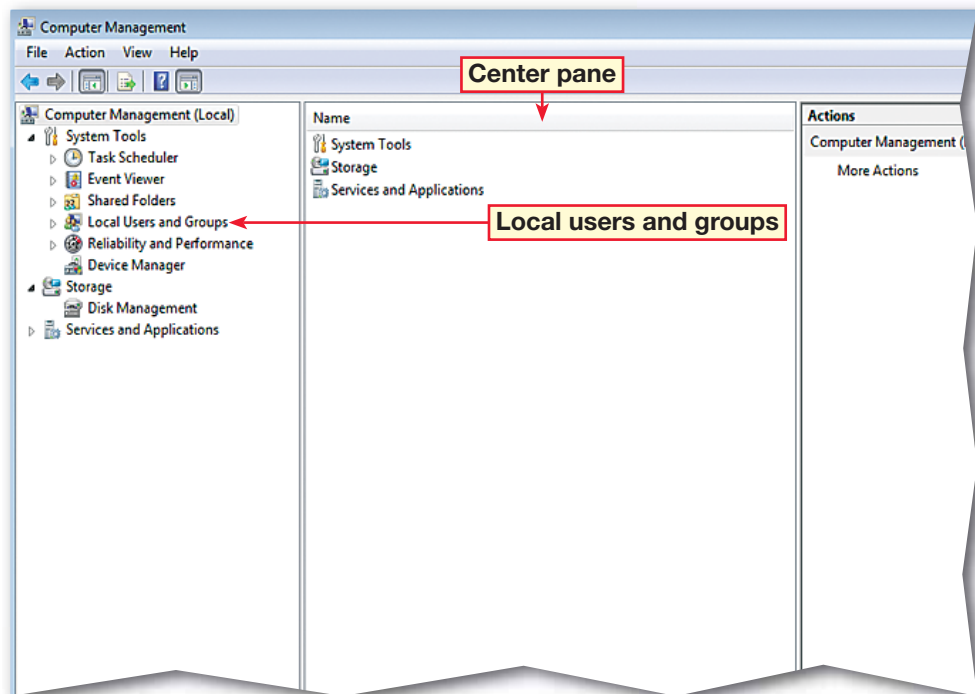 Computer Management
File Action View Help
Center pane
Computer Management (Local)
System Tools
Task Scheduler
Event Viewer
Shared Folders
Local Users and Groups
Reliability and Performance
Device Manager
Storage
Disk Management
Services and Applications
Name
System Tools
Storage
Services and Applications
Local users and groups
Actions
Computer Management (
More Actions